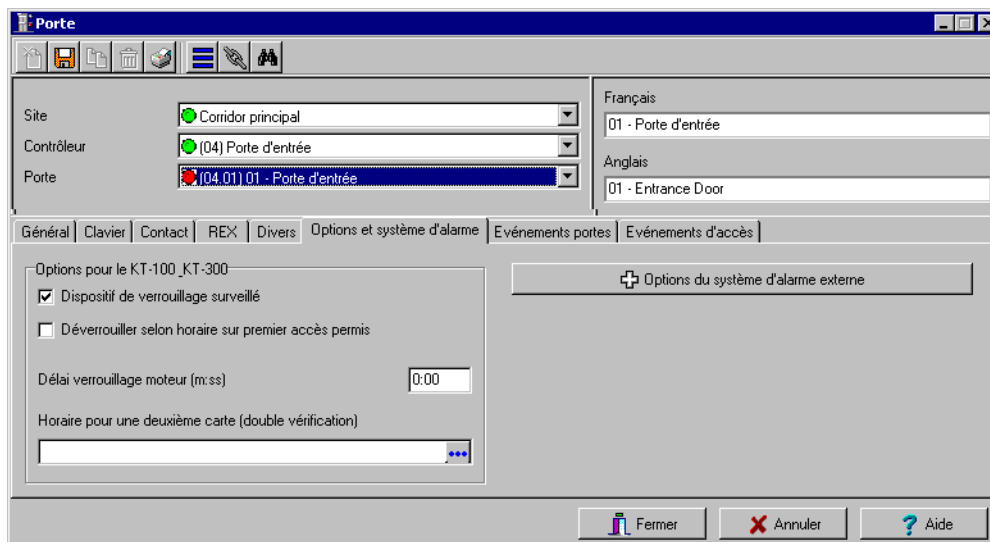 Porte
Site
Corridor principal
Contrôleur
(04) Porte d'entrée
Porte
(04.01) 01 - Porte d'entrée
Français
01 - Porte d'entrée
Anglais
01 - Entrance Door
Général Clavier Contact REX Divers Options et système d'alarme Evénements portes Evénements d'accès
Options pour le KT-100_KT-300
Dispositif de verrouillage surveillé
Déverrouiller selon horaire sur premier accès permis
Délai verrouillage moteur (m:ss) 0:00
Horaire pour une deuxième carte (double vérification)
Options du système d'alarme externe
Fermer Annuler Aide